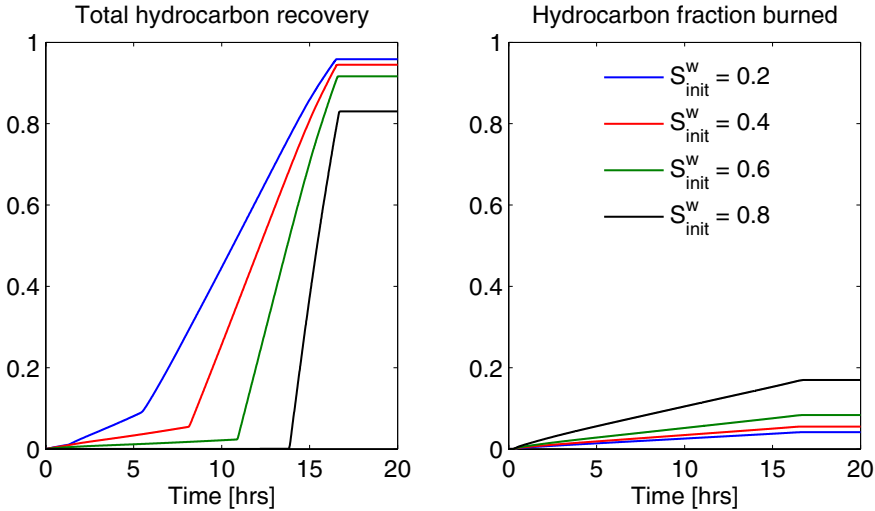 Total hydrocarbon recovery
1
0.8
0.6
0.4
0.2
0
0 5 10 15 20
Time [hrs]
Hydrocarbon fraction burned
1
0.8
0.6
0.4
0.2
0
0 5 10 15 20
Time [hrs]
S^w_init = 0.2
S^w_init = 0.4
S^w_init = 0.6
S^w_init = 0.8